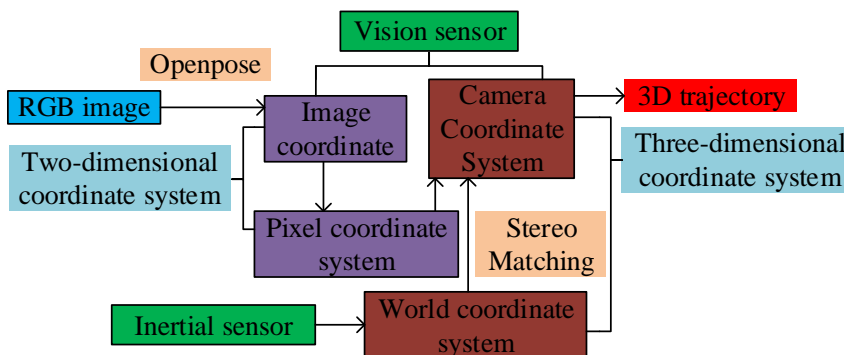 Vision sensor
Openpose
RGB image
Image
coordinate
Camera
Coordinate
System
3D trajectory
Two-dimensional
coordinate system
Three-dimensional
coordinate system
Pixel coordinate
system
Stereo
Matching
Inertial sensor
World coordinate
system